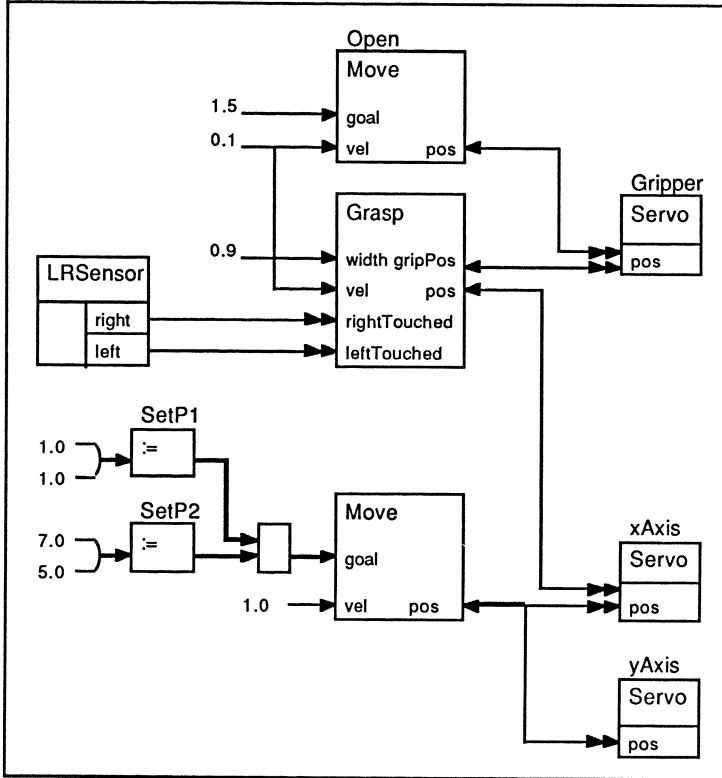 Open
Move
1.5
goal
0.1
vel pos
Gripper
Servo
pos
Grasp
0.9
width gripPos
vel pos
rightTouched
leftTouched
LRSensor
right
left
SetP1
:=
1.0
1.0
SetP2
:=
7.0
5.0
Move
goal
1.0
vel pos
xAxis
Servo
pos
yAxis
Servo
pos